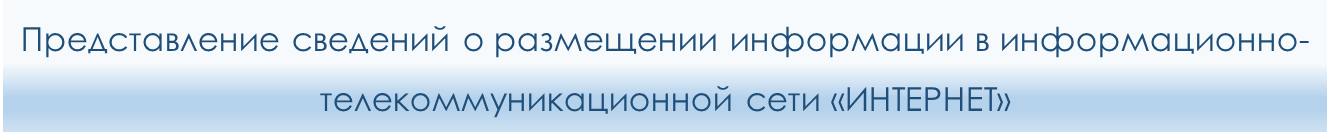 Представление сведений о размещении информации в информационно-
телекоммуникационной сети «ИНТЕРНЕТ»